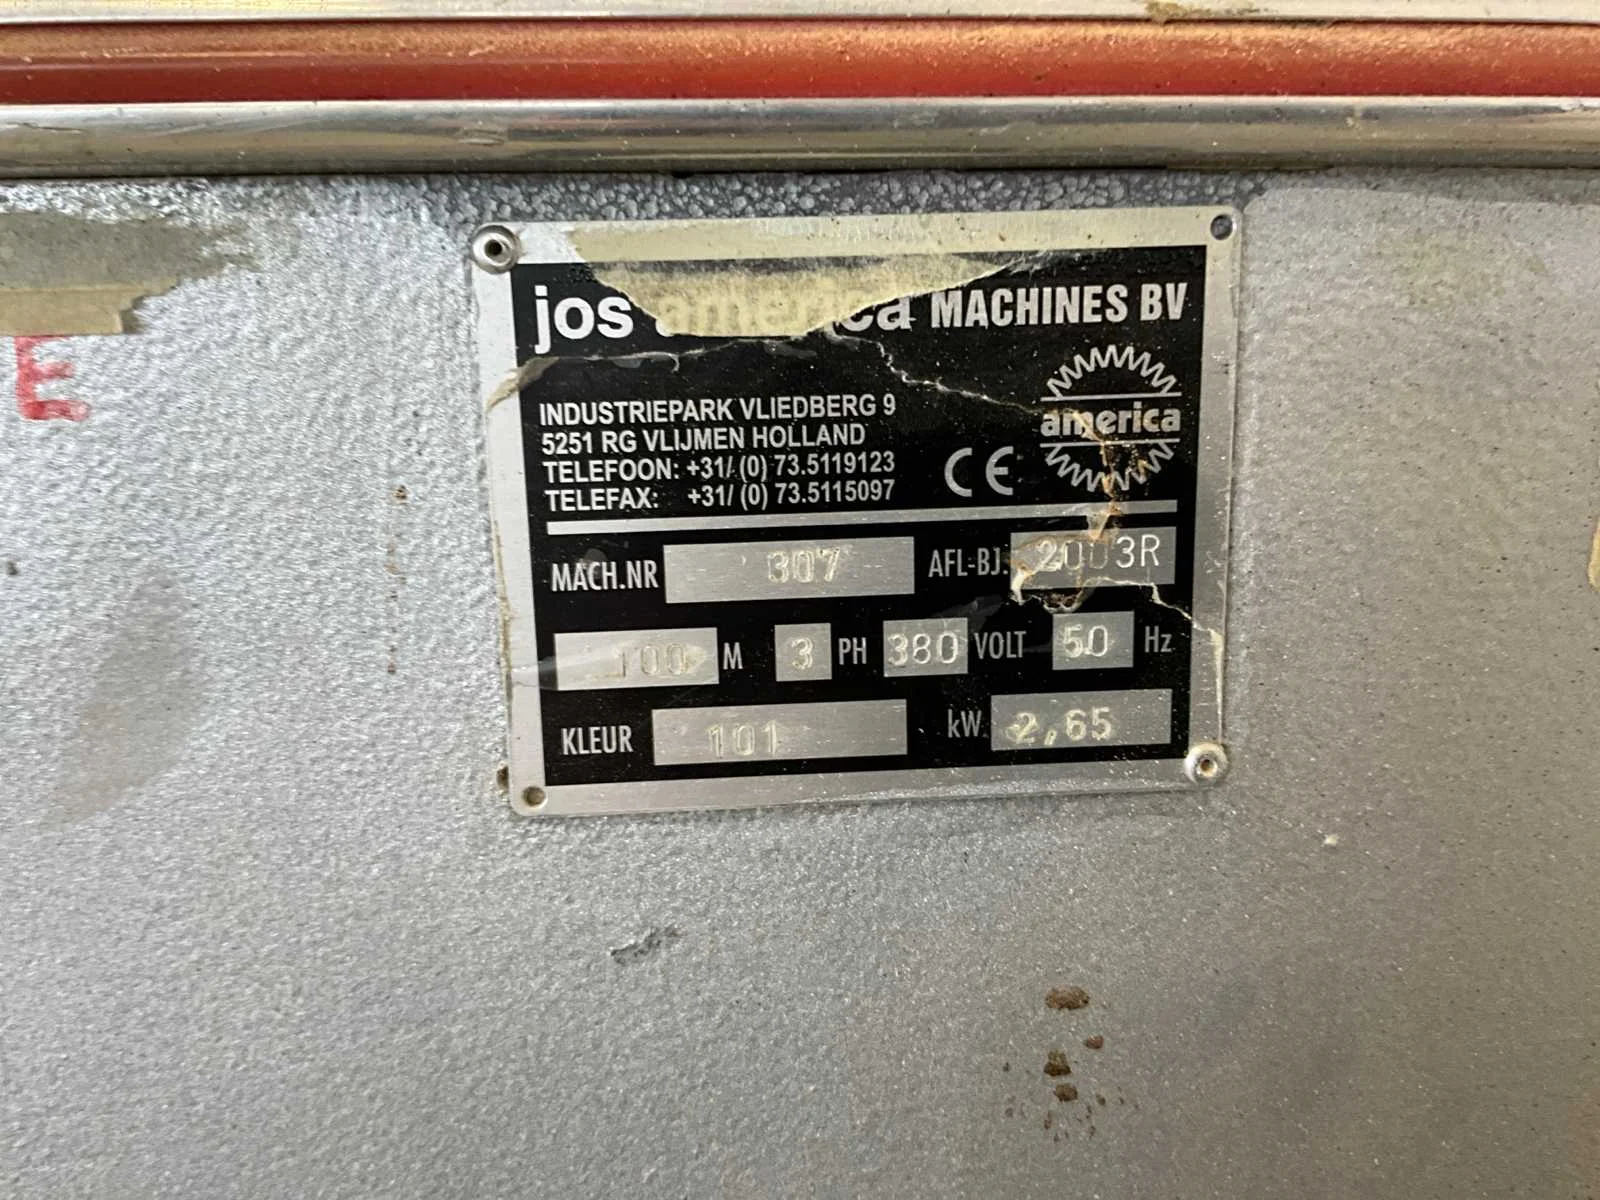 jos america MACHINES BV
INDUSTRIEPARK VLIEDBERG 9
5251 RG VLIJMEN HOLLAND
TELEFOON: +31/ (0) 73.5119123
TELEFAX: +31/ (0) 73.5115097
CE
america
MACH.NR 307 AFL-BJ. 2003R
100 M 3 PH 380 VOLT 50 Hz
KLEUR 101 kW. 2,65
E